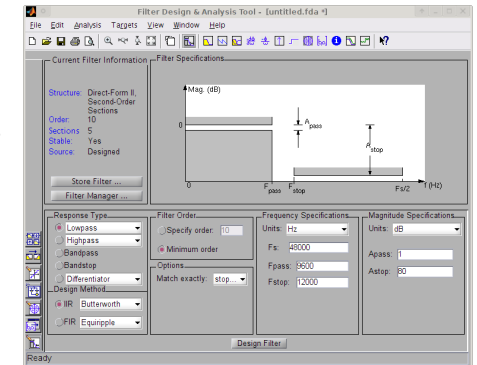 Filter Design & Analysis Tool - [untitled.fda *]
File Edit Analysis Targets View Window Help
Current Filter Information
Structure: Direct-Form II,
Second-Order
Sections
Order: 10
Sections 5
Stable: Yes
Source: Designed
Store Filter ...
Filter Manager ...
Filter Specifications
Mag. (dB)
0
Apass
Astop
0 Fpass Fstop Fs/2 f (Hz)
Response Type
Lowpass
Highpass
Bandpass
Bandstop
Differentiator
Design Method
IIR Butterworth
FIR Equiripple
Filter Order
Specify order: 10
Minimum order
Options
Match exactly: stop...
Frequency Specifications
Units: Hz
Fs: 48000
Fpass: 9600
Fstop: 12000
Magnitude Specifications
Units: dB
Apass: 1
Astop: 80
Design Filter
Ready